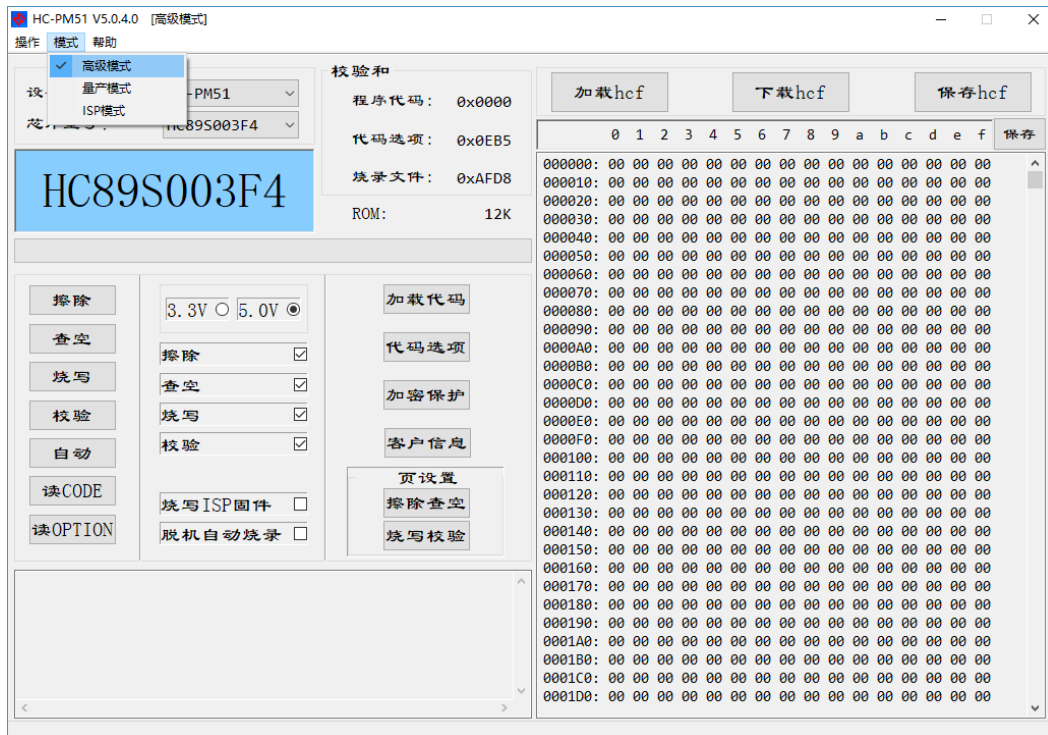 HC-PM51 V5.0.4.0 [高级模式]
操作 模式 帮助
高级模式
量产模式
ISP模式
-PM51
HC89S003F4
HC89S003F4
校验和
程序代码: 0x0000
代码选项: 0x0EB5
烧录文件: 0xAFD8
ROM: 12K
擦除
查空
烧写
校验
自动
读CODE
读OPTION
3.3V 5.0V
擦除
查空
烧写
校验
烧写ISP固件
脱机自动烧录
加载代码
代码选项
加密保护
客户信息
页设置
擦除查空
烧写校验
加载hcf 下载hcf 保存hcf
0 1 2 3 4 5 6 7 8 9 a b c d e f 保存
000000: 00 00 00 00 00 00 00 00 00 00 00 00 00 00 00 00
000010: 00 00 00 00 00 00 00 00 00 00 00 00 00 00 00 00
000020: 00 00 00 00 00 00 00 00 00 00 00 00 00 00 00 00
000030: 00 00 00 00 00 00 00 00 00 00 00 00 00 00 00 00
000040: 00 00 00 00 00 00 00 00 00 00 00 00 00 00 00 00
000050: 00 00 00 00 00 00 00 00 00 00 00 00 00 00 00 00
000060: 00 00 00 00 00 00 00 00 00 00 00 00 00 00 00 00
000070: 00 00 00 00 00 00 00 00 00 00 00 00 00 00 00 00
000080: 00 00 00 00 00 00 00 00 00 00 00 00 00 00 00 00
000090: 00 00 00 00 00 00 00 00 00 00 00 00 00 00 00 00
0000A0: 00 00 00 00 00 00 00 00 00 00 00 00 00 00 00 00
0000B0: 00 00 00 00 00 00 00 00 00 00 00 00 00 00 00 00
0000C0: 00 00 00 00 00 00 00 00 00 00 00 00 00 00 00 00
0000D0: 00 00 00 00 00 00 00 00 00 00 00 00 00 00 00 00
0000E0: 00 00 00 00 00 00 00 00 00 00 00 00 00 00 00 00
0000F0: 00 00 00 00 00 00 00 00 00 00 00 00 00 00 00 00
000100: 00 00 00 00 00 00 00 00 00 00 00 00 00 00 00 00
000110: 00 00 00 00 00 00 00 00 00 00 00 00 00 00 00 00
000120: 00 00 00 00 00 00 00 00 00 00 00 00 00 00 00 00
000130: 00 00 00 00 00 00 00 00 00 00 00 00 00 00 00 00
000140: 00 00 00 00 00 00 00 00 00 00 00 00 00 00 00 00
000150: 00 00 00 00 00 00 00 00 00 00 00 00 00 00 00 00
000160: 00 00 00 00 00 00 00 00 00 00 00 00 00 00 00 00
000170: 00 00 00 00 00 00 00 00 00 00 00 00 00 00 00 00
000180: 00 00 00 00 00 00 00 00 00 00 00 00 00 00 00 00
000190: 00 00 00 00 00 00 00 00 00 00 00 00 00 00 00 00
0001A0: 00 00 00 00 00 00 00 00 00 00 00 00 00 00 00 00
0001B0: 00 00 00 00 00 00 00 00 00 00 00 00 00 00 00 00
0001C0: 00 00 00 00 00 00 00 00 00 00 00 00 00 00 00 00
0001D0: 00 00 00 00 00 00 00 00 00 00 00 00 00 00 00 00